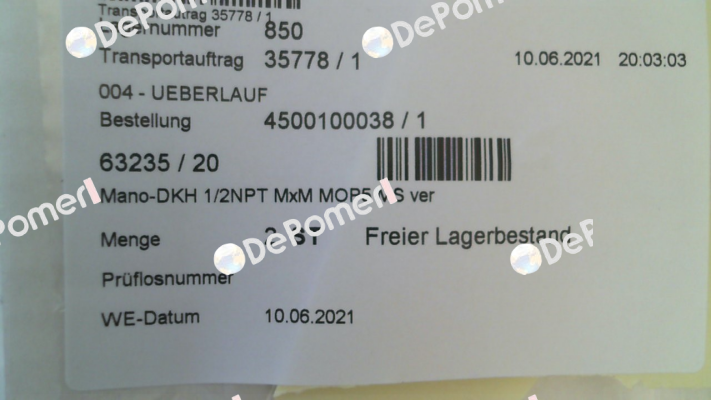 Transportauftrag 35778 / 1
850
Transportauftrag 35778 / 1
10.06.2021 20:03:03
004 - UEBERLAUF
Bestellung 4500100038 / 1
63235 / 20
Mano-DKH 1/2NPT MxM ver
Menge ST Freier Lagerbestand
Prüflosnummer
WE-Datum 10.06.2021
DePomerI
DePomerI
DePomerI
DePomerI